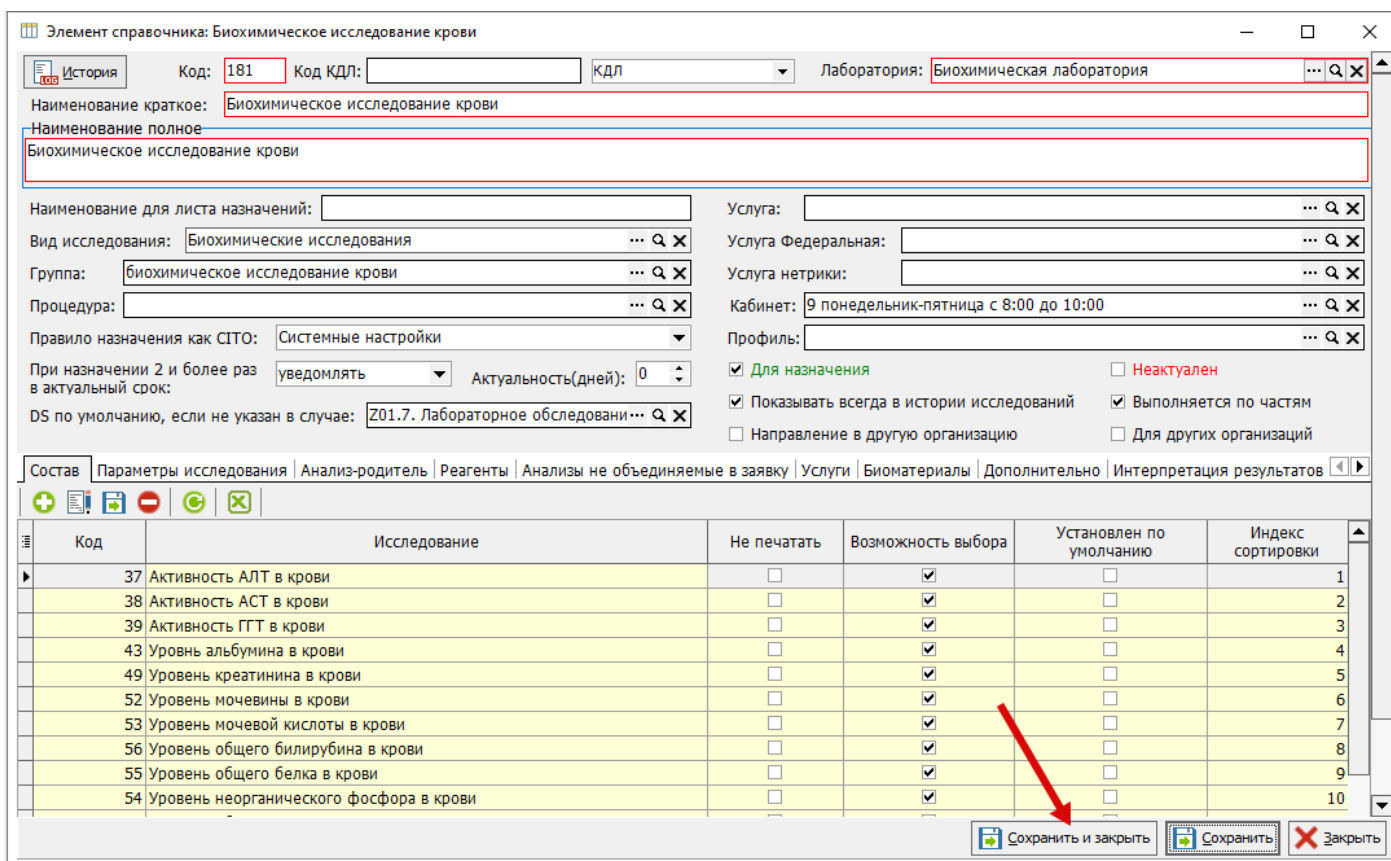 Элемент справочника: Биохимическое исследование крови
LOG История Код: 181 Код КДЛ: КДЛ Лаборатория: Биохимическая лаборатория
Наименование краткое: Биохимическое исследование крови
Наименование полное
Биохимическое исследование крови
Наименование для листа назначений: Услуга:
Вид исследования: Биохимические исследования Услуга Федеральная:
Группа: биохимическое исследование крови Услуга нетрики:
Процедура: Кабинет: 9 понедельник-пятница с 8:00 до 10:00
Правило назначения как CITO: Системные настройки Профиль:
При назначении 2 и более раз в актуальный срок: уведомлять Актуальность(дней): 0 Для назначения Неактуален
DS по умолчанию, если не указан в случае: Z01.7. Лабораторное обследовани Показывать всегда в истории исследований Выполняется по частям
Направление в другую организацию Для других организаций
Состав Параметры исследования Анализ-родитель Реагенты Анализы не объединяемые в заявку Услуги Биоматериалы Дополнительно Интерпретация результатов
Код Исследование Не печатать Возможность выбора Установлен по умолчанию Индекс сортировки
37 Активность АЛТ в крови 1
38 Активность АСТ в крови 2
39 Активность ГГТ в крови 3
43 Уровнь альбумина в крови 4
49 Уровень креатинина в крови 5
52 Уровень мочевины в крови 6
53 Уровень мочевой кислоты в крови 7
56 Уровень общего билирубина в крови 8
55 Уровень общего белка в крови 9
54 Уровень неорганического фосфора в крови 10
Сохранить и закрыть Сохранить Закрыть